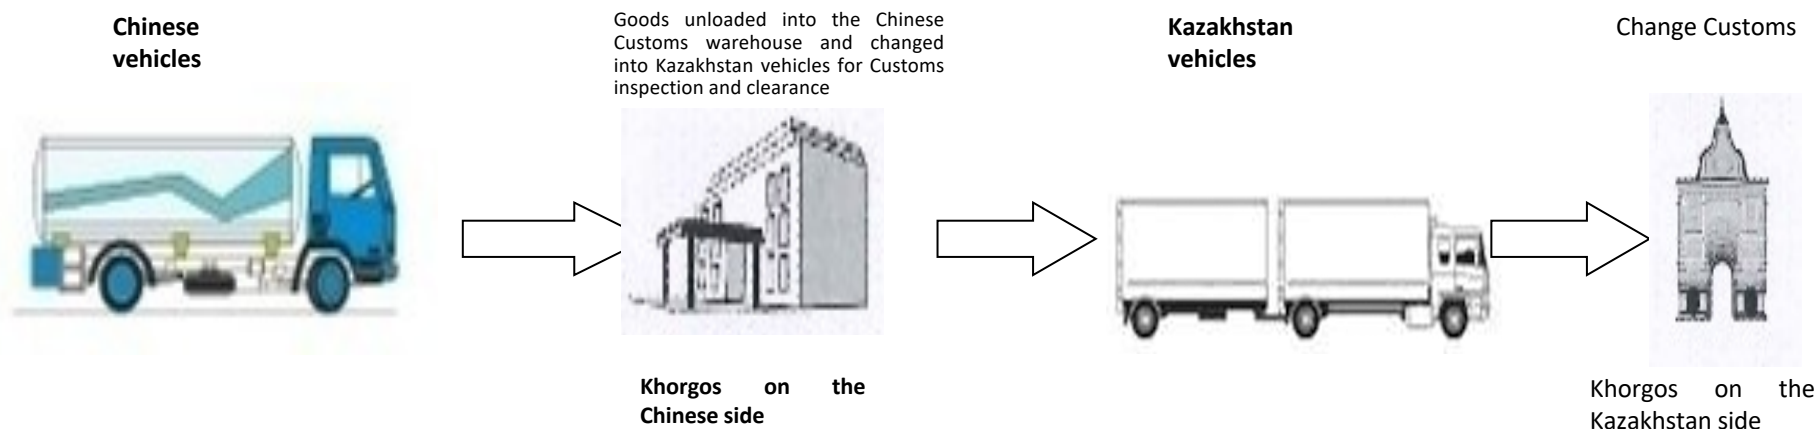 Chinese
vehicles
Goods unloaded into the Chinese
Customs warehouse and changed
into Kazakhstan vehicles for Customs
inspection and clearance
Kazakhstan
vehicles
Change Customs
Khorgos on the
Chinese side
Khorgos on the
Kazakhstan side